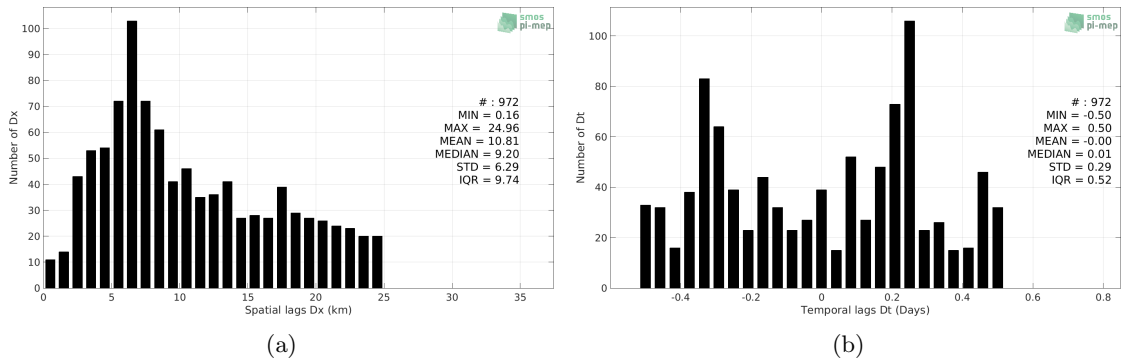 smos
pi-mep
100
90
80
70
60
50
40
30
20
10
0
Number of Dx
# : 972
MIN = 0.16
MAX = 24.96
MEAN = 10.81
MEDIAN = 9.20
STD = 6.29
IQR = 9.74
0 5 10 15 20 25 30 35
Spatial lags Dx (km)
(a)
smos
pi-mep
100
80
60
40
20
0
Number of Dt
# : 972
MIN = -0.50
MAX = 0.50
MEAN = -0.00
MEDIAN = 0.01
STD = 0.29
IQR = 0.52
-0.4 -0.2 0 0.2 0.4 0.6 0.8
Temporal lags Dt (Days)
(b)